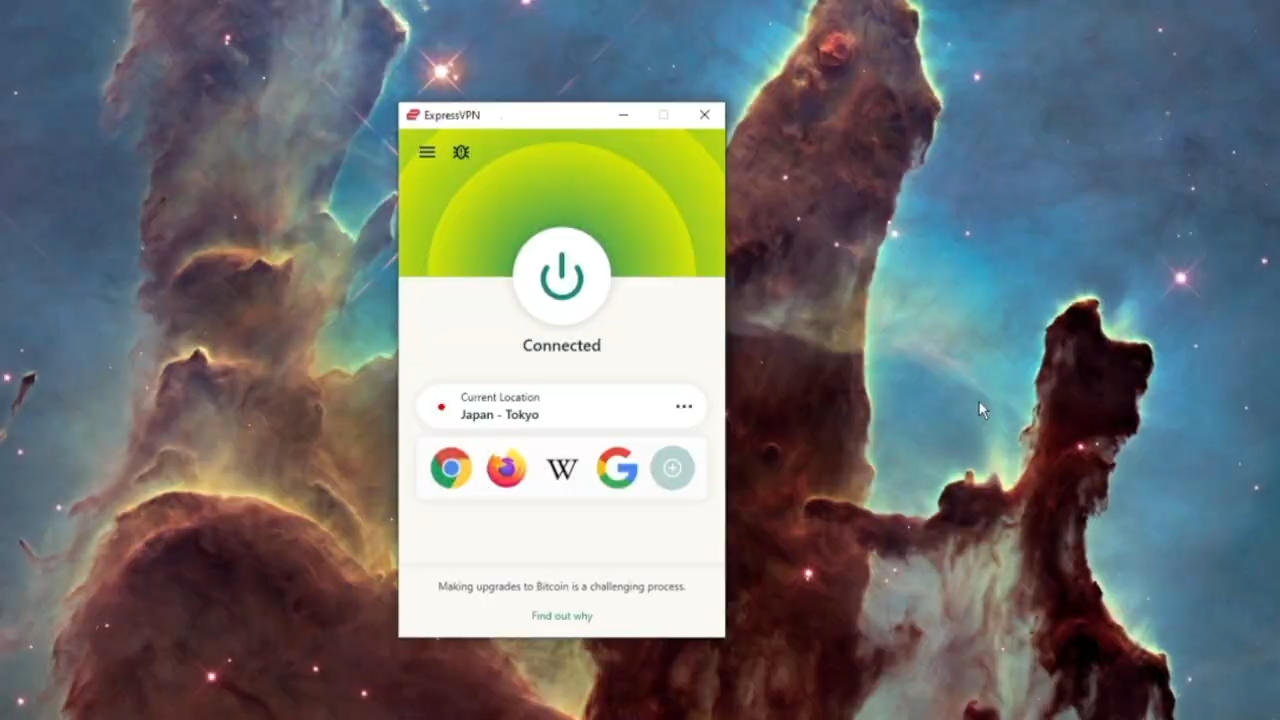 ExpressVPN
Connected
Current Location
Japan - Tokyo
W
Making upgrades to Bitcoin is a challenging process.
Find out why